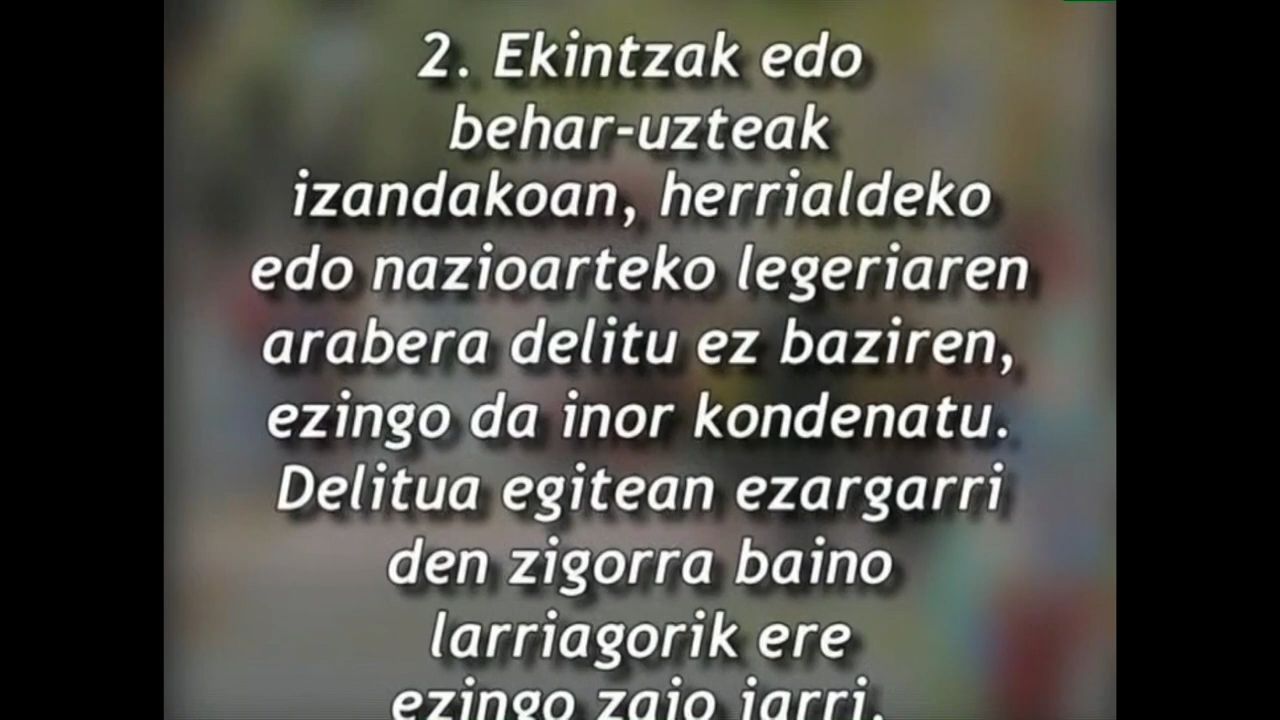 2. Ekintzak edo
behar-uzteak
izandakoan, herrialdeko
edo nazioarteko legeriaren
arabera delitu ez baziren,
ezingo da inor kondenatu.
Delitua egitean ezargarri
den zigorra baino
larriagorik ere
ezingo zaio jarri.